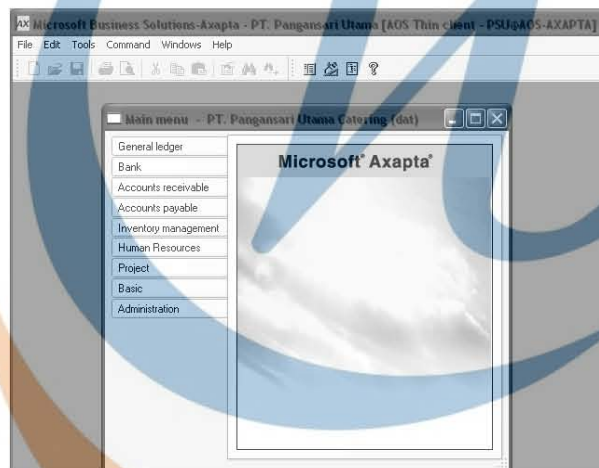 AX Microsoft Business Solutions-Axapta - PT. Pangansari Utama [AOS Thin client - PSU@AOS-AXAPTA]
File Edit Tools Command Windows Help
Main menu - PT. Pangansari Utama Catering (dat)
General ledger
Bank
Accounts receivable
Accounts payable
Inventory management
Human Resources
Project
Basic
Administration
Microsoft® Axapta®